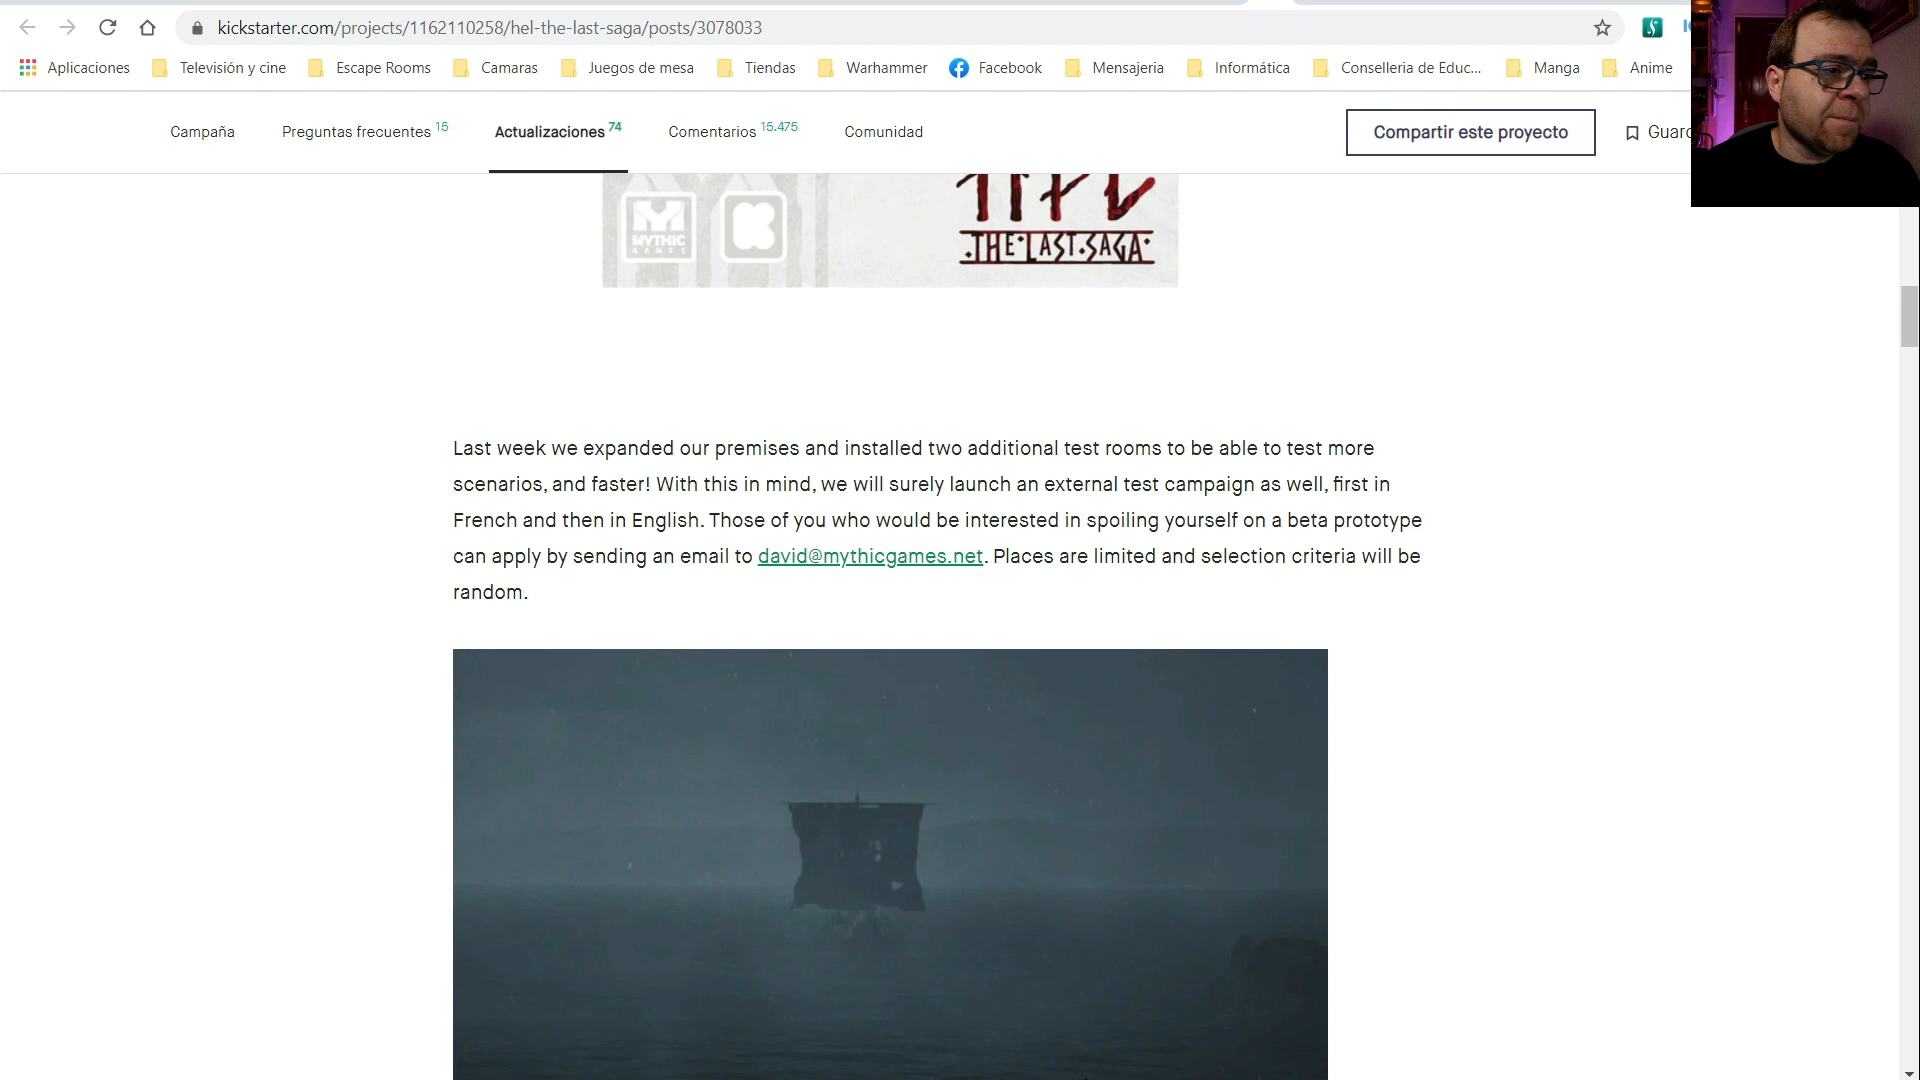 kickstarter.com/projects/1162110258/hel-the-last-saga/posts/3078033
Aplicaciones Televisión y cine Escape Rooms Camaras Juegos de mesa Tiendas Warhammer Facebook Mensajeria Informática Conselleria de Educ... Manga Anime
Campaña Preguntas frecuentes 15 Actualizaciones 74 Comentarios 15.475 Comunidad Compartir este proyecto
MYTHIC
GAMES
K
THE LAST SAGA
Last week we expanded our premises and installed two additional test rooms to be able to test more
scenarios, and faster! With this in mind, we will surely launch an external test campaign as well, first in
French and then in English. Those of you who would be interested in spoiling yourself on a beta prototype
can apply by sending an email to david@mythicgames.net. Places are limited and selection criteria will be
random.